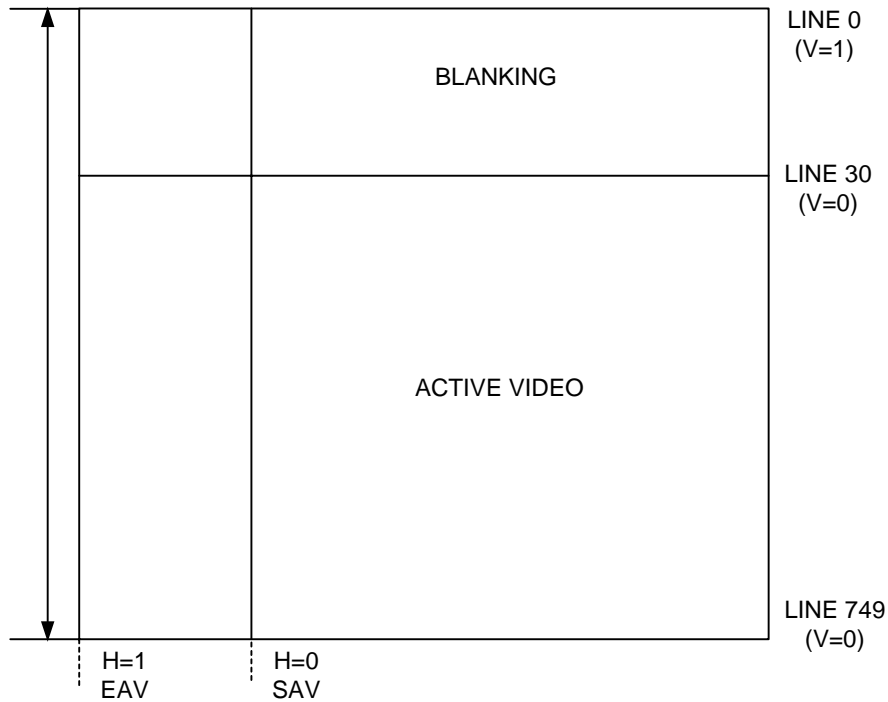 LINE 0
(V=1)
BLANKING
LINE 30
(V=0)
ACTIVE VIDEO
LINE 749
(V=0)
H=1
EAV
H=0
SAV